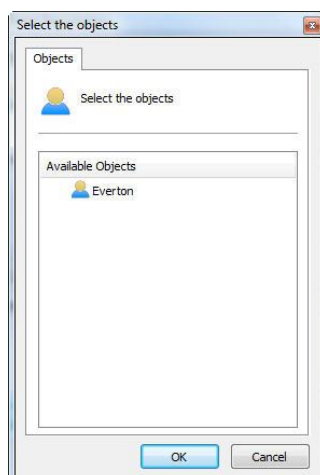 Select the objects
Objects
Select the objects
Available Objects
Everton
OK
Cancel